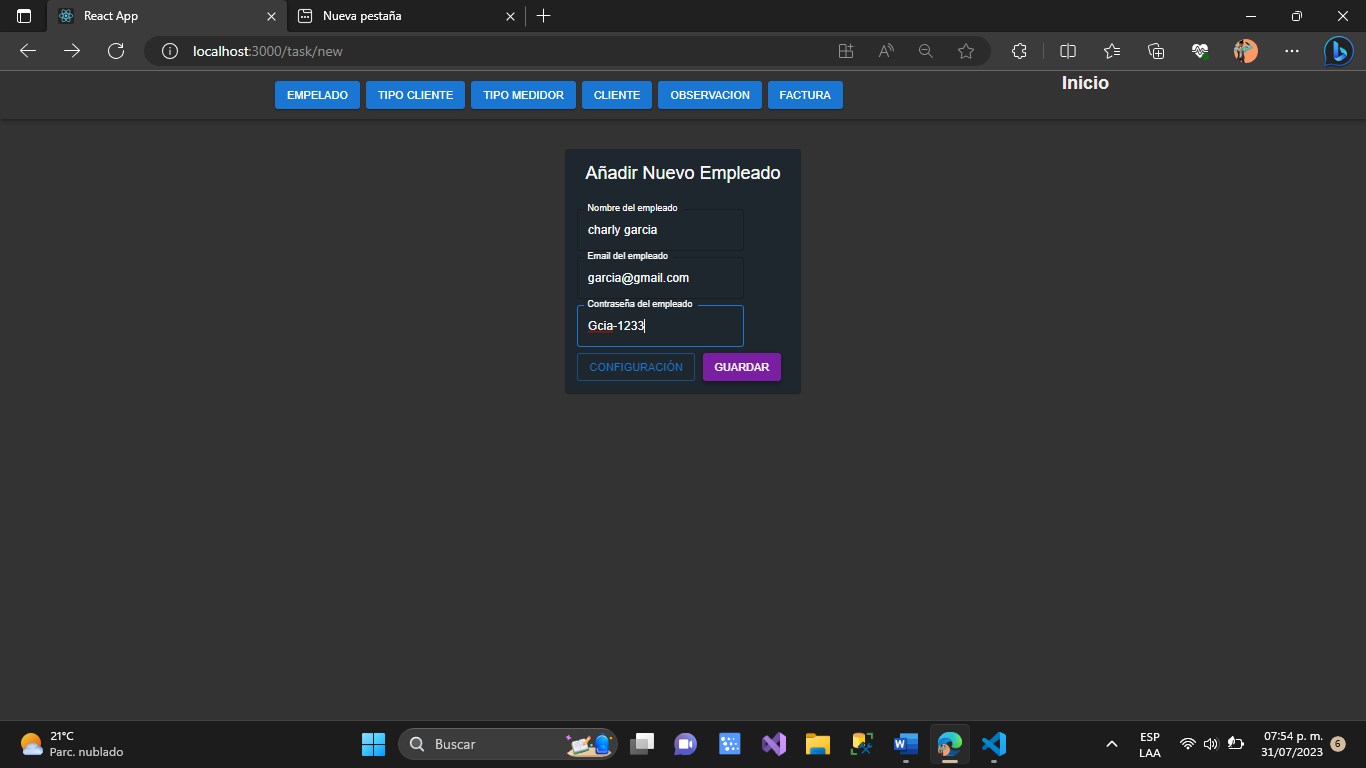 React App
Nueva pestaña
localhost:3000/task/new
Inicio
EMPELADO TIPO CLIENTE TIPO MEDIDOR CLIENTE OBSERVACION FACTURA
Añadir Nuevo Empleado
Nombre del empleado
charly garcia
Email del empleado
garcia@gmail.com
Contraseña del empleado
Gcia-1233
CONFIGURACIÓN GUARDAR
21°C
Parc. nublado
Buscar
ESP
LAA
07:54 p. m.
31/07/2023
6